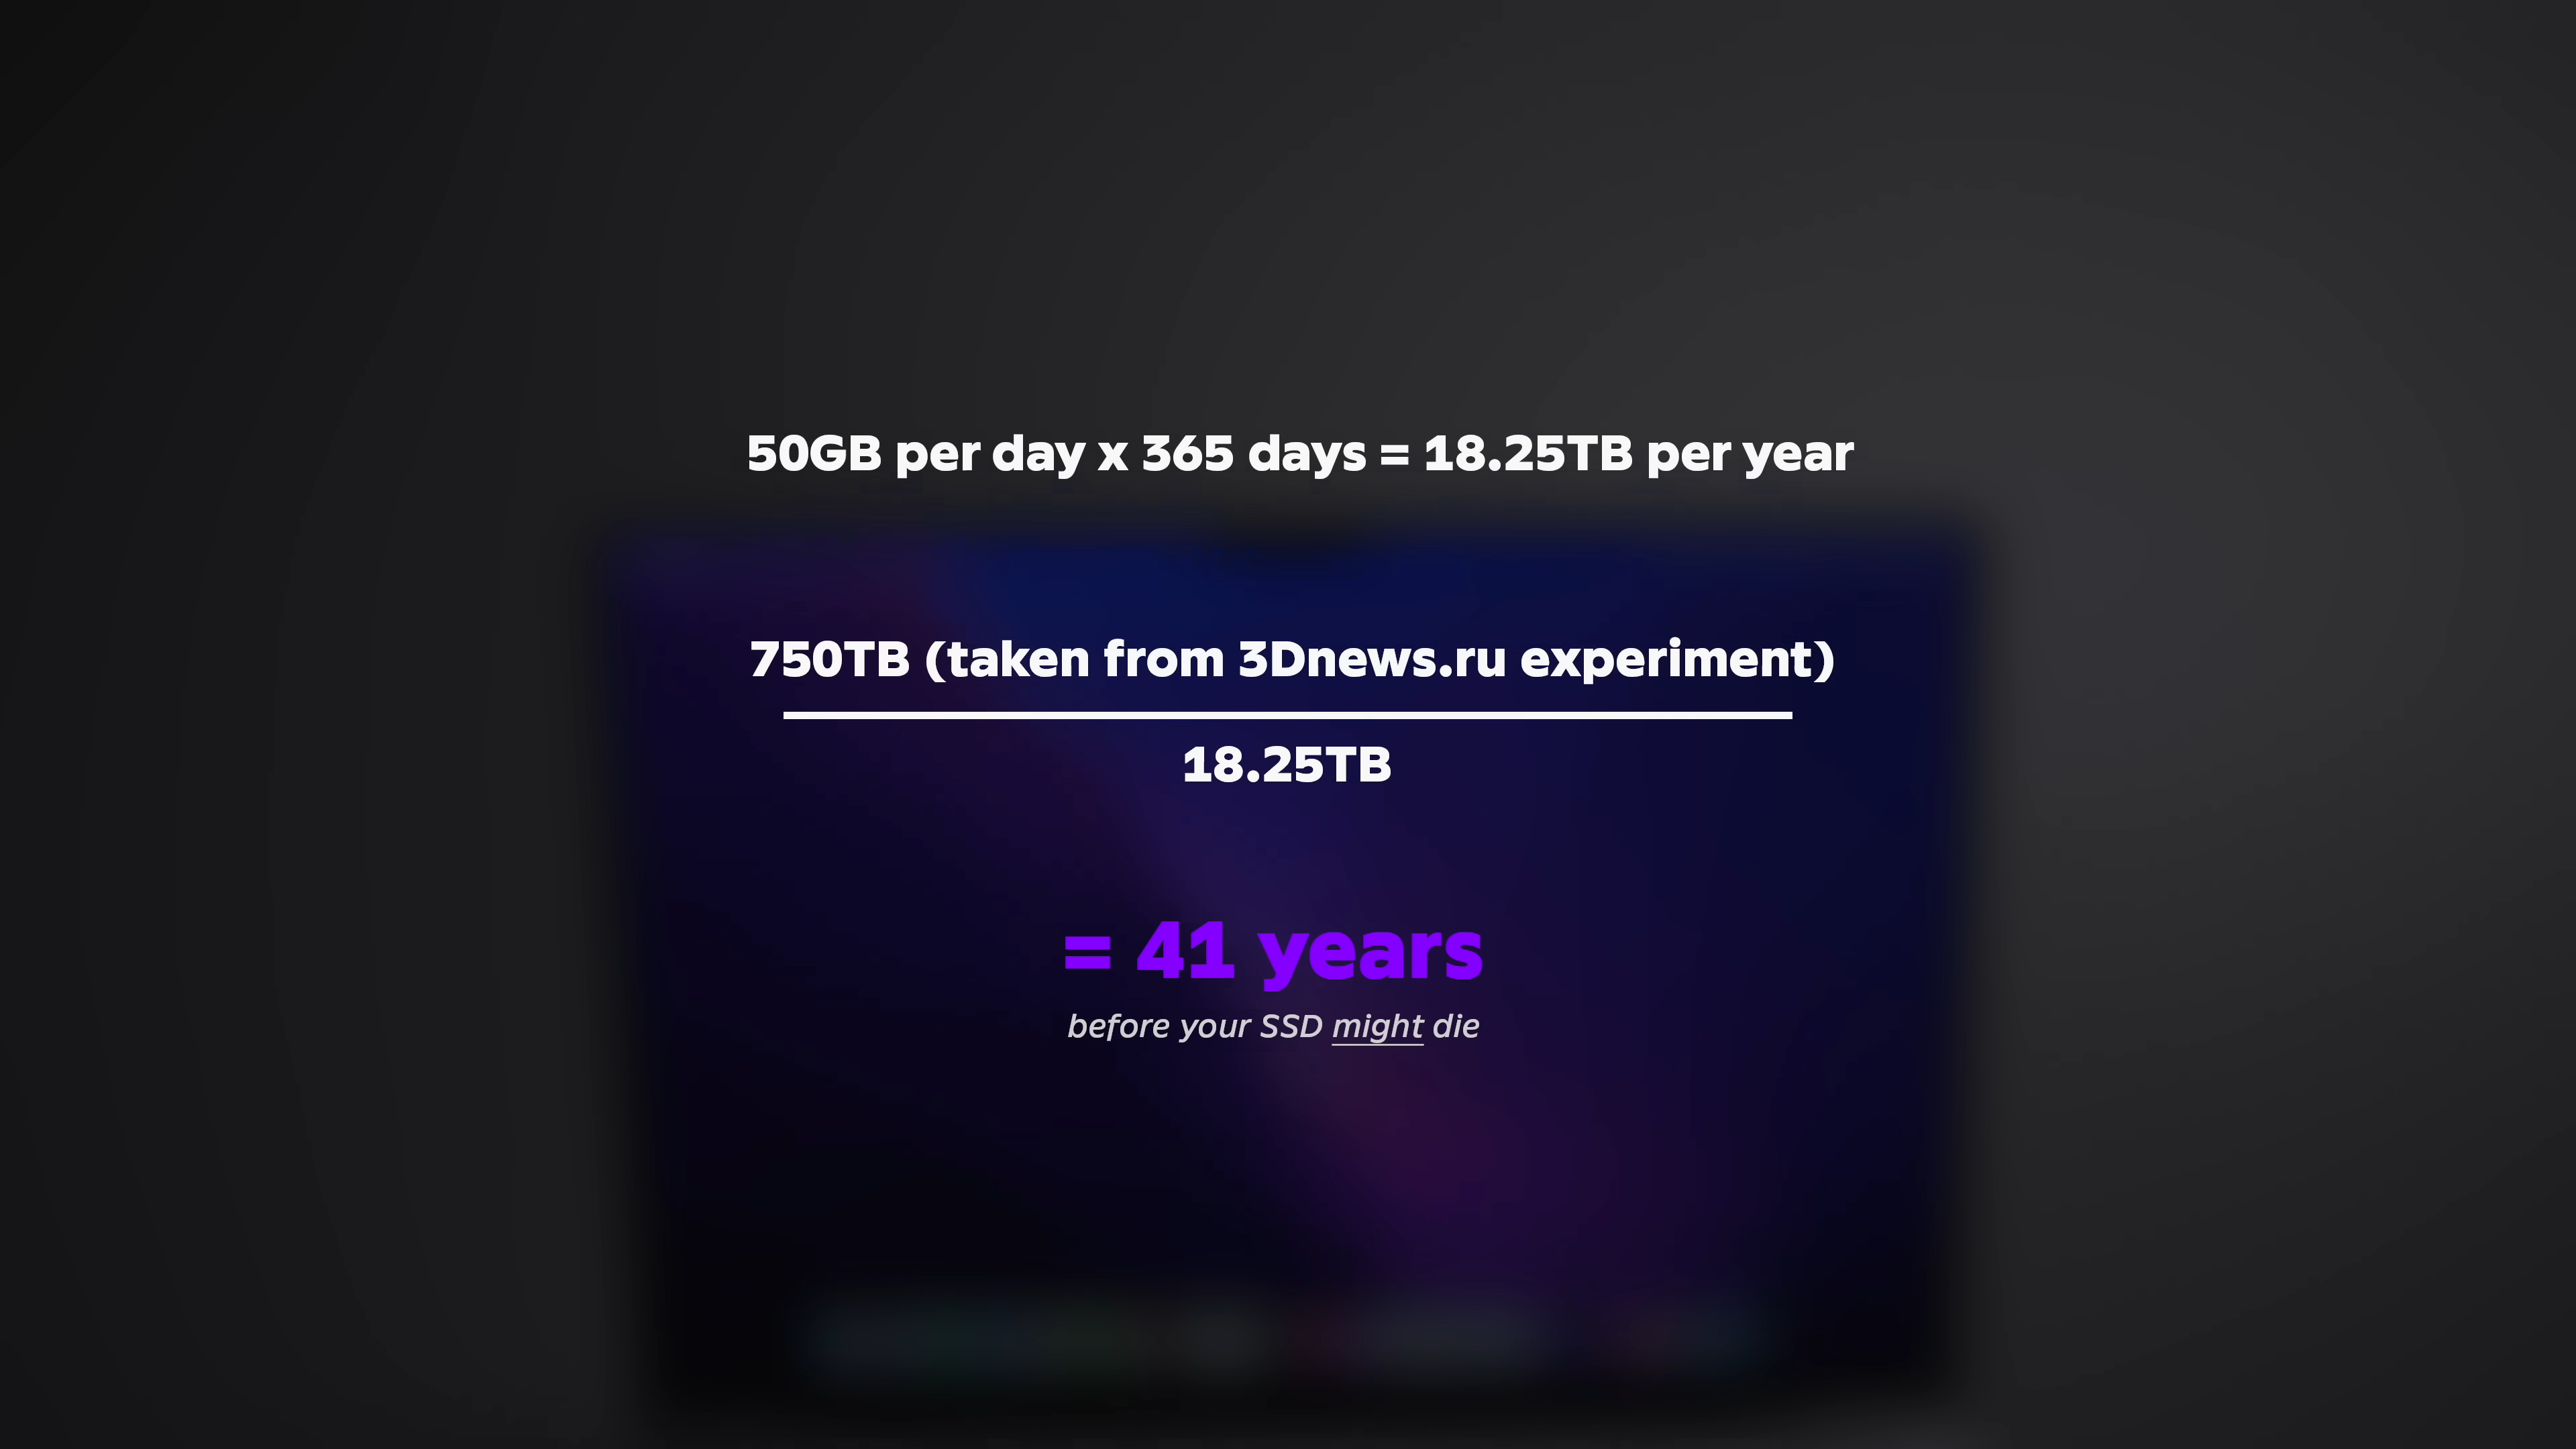 50GB per day x 365 days = 18.25TB per year
750TB (taken from 3Dnews.ru experiment)
18.25TB
= 41 years
before your SSD might die